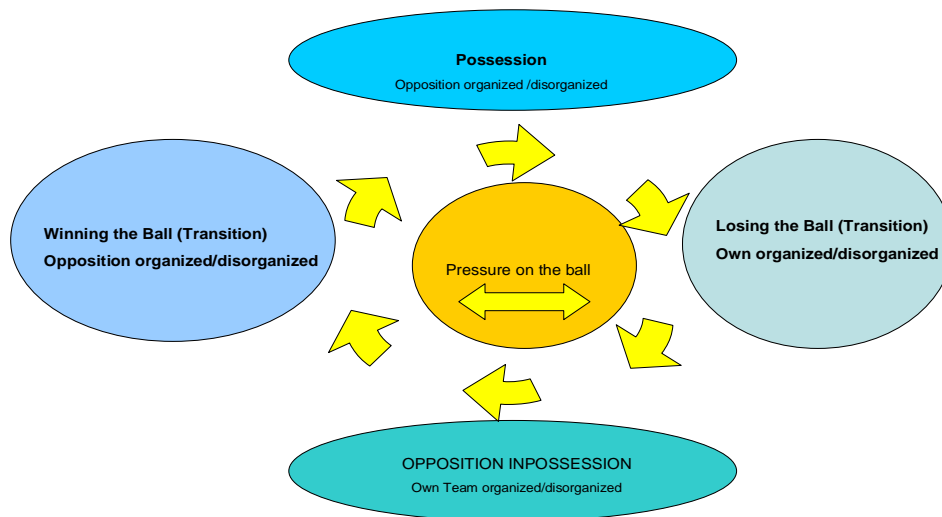 Possession
Opposition organized /disorganized
Winning the Ball (Transition)
Opposition organized/disorganized
Pressure on the ball
Losing the Ball (Transition)
Own organized/disorganized
OPPOSITION INPOSSESSION
Own Team organized/disorganized